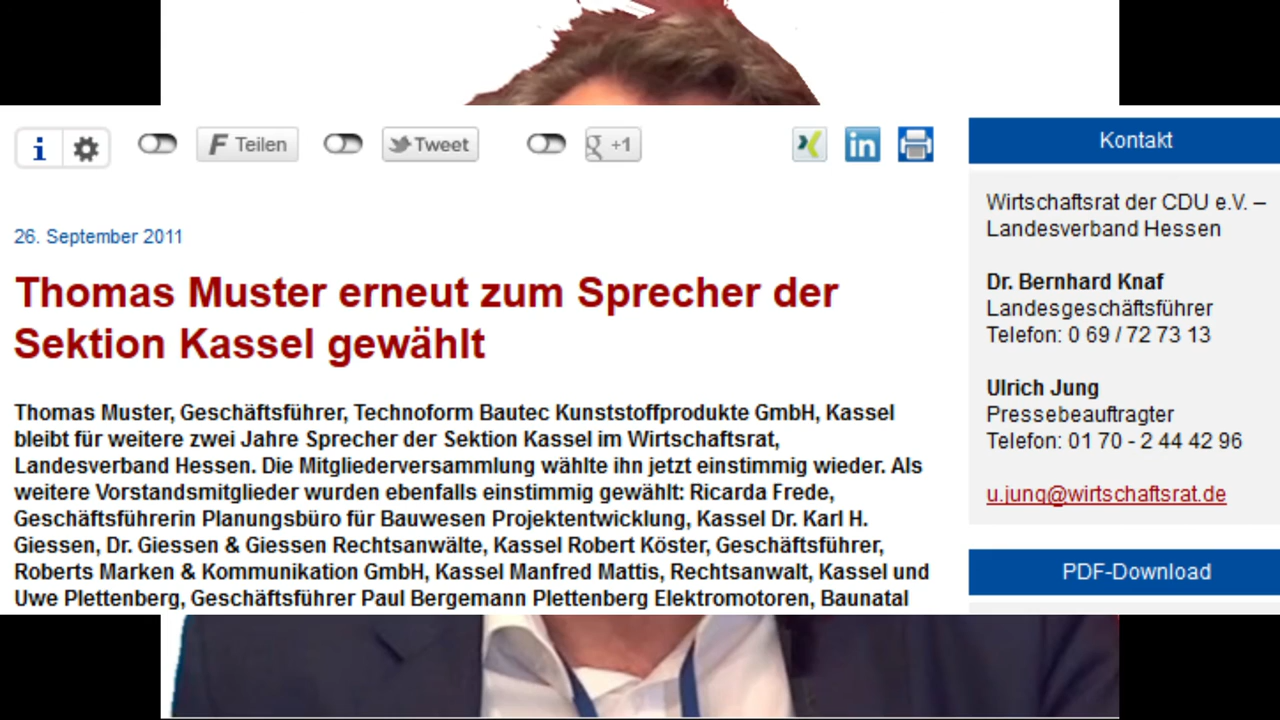 i
F Teilen
Tweet
g +1
in
26. September 2011
Thomas Muster erneut zum Sprecher der
Sektion Kassel gewählt
Thomas Muster, Geschäftsführer, Technoform Bautec Kunststoffprodukte GmbH, Kassel
bleibt für weitere zwei Jahre Sprecher der Sektion Kassel im Wirtschaftsrat,
Landesverband Hessen. Die Mitgliederversammlung wählte ihn jetzt einstimmig wieder. Als
weitere Vorstandsmitglieder wurden ebenfalls einstimmig gewählt: Ricarda Frede,
Geschäftsführerin Planungsbüro für Bauwesen Projektentwicklung, Kassel Dr. Karl H.
Giessen, Dr. Giessen & Giessen Rechtsanwälte, Kassel Robert Köster, Geschäftsführer,
Roberts Marken & Kommunikation GmbH, Kassel Manfred Mattis, Rechtsanwalt, Kassel und
Uwe Plettenberg, Geschäftsführer Paul Bergemann Plettenberg Elektromotoren, Baunatal
Kontakt
Wirtschaftsrat der CDU e.V. –
Landesverband Hessen
Dr. Bernhard Knaf
Landesgeschäftsführer
Telefon: 0 69 / 72 73 13
Ulrich Jung
Pressebeauftragter
Telefon: 01 70 - 2 44 42 96
u.jung@wirtschaftsrat.de
PDF-Download